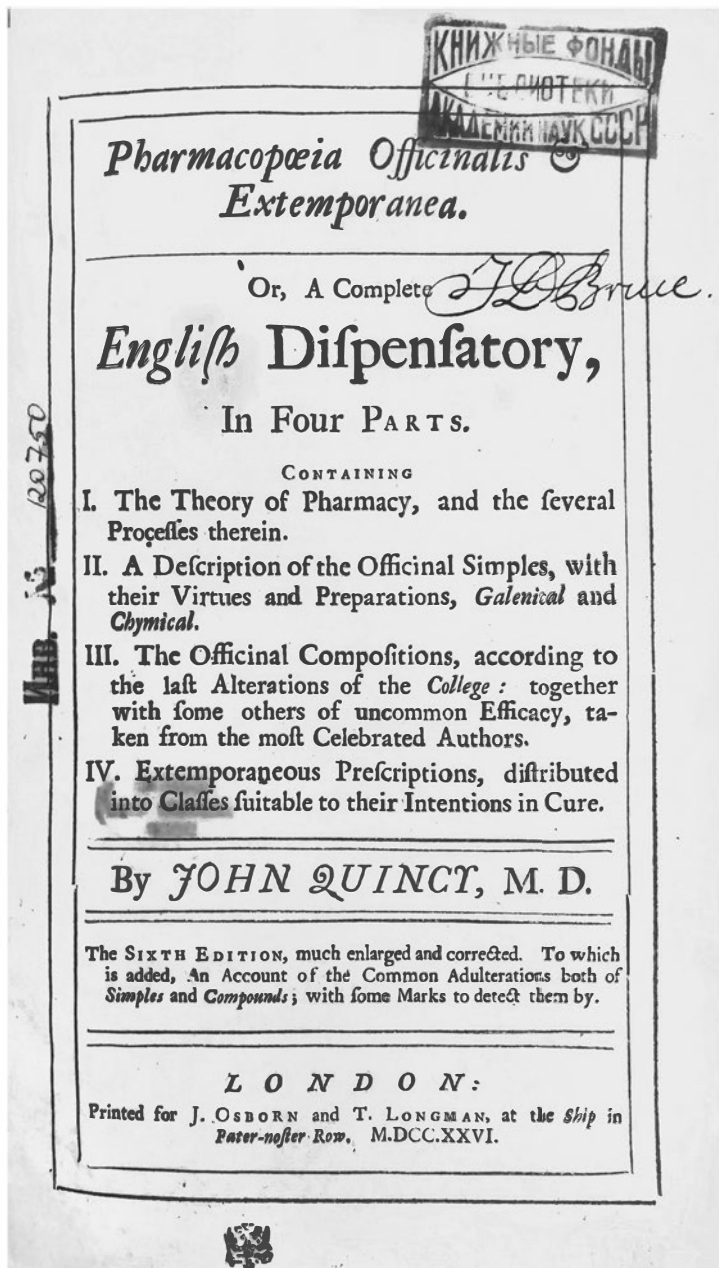 КНИЖНЫЕ ФОНДЫ
БИБЛИОТЕКИ
АКАДЕМИИ НАУК СССР
Pharmacopœia Officinalis &
Extemporanea.
Or, A Complete
Engliſh Diſpenſatory,
In Four PARTS.
CONTAINING
I. The Theory of Pharmacy, and the ſeveral
Proceſſes therein.
II. A Deſcription of the Officinal Simples, with
their Virtues and Preparations, Galenical and
Chymical.
III. The Officinal Compoſitions, according to
the laſt Alterations of the College: together
with ſome others of uncommon Efficacy, ta-
ken from the moſt Celebrated Authors.
IV. Extemporaneous Preſcriptions, diſtributed
into Claſſes ſuitable to their Intentions in Cure.
By JOHN QUINCY, M. D.
The SIXTH EDITION, much enlarged and corrected. To which
is added, An Account of the Common Adulterations both of
Simples and Compounds; with ſome Marks to detect them by.
LONDON:
Printed for J. OSBORN and T. LONGMAN, at the Ship in
Pater-noſter Row, M.DCC.XXVI.
Инв. № 120750